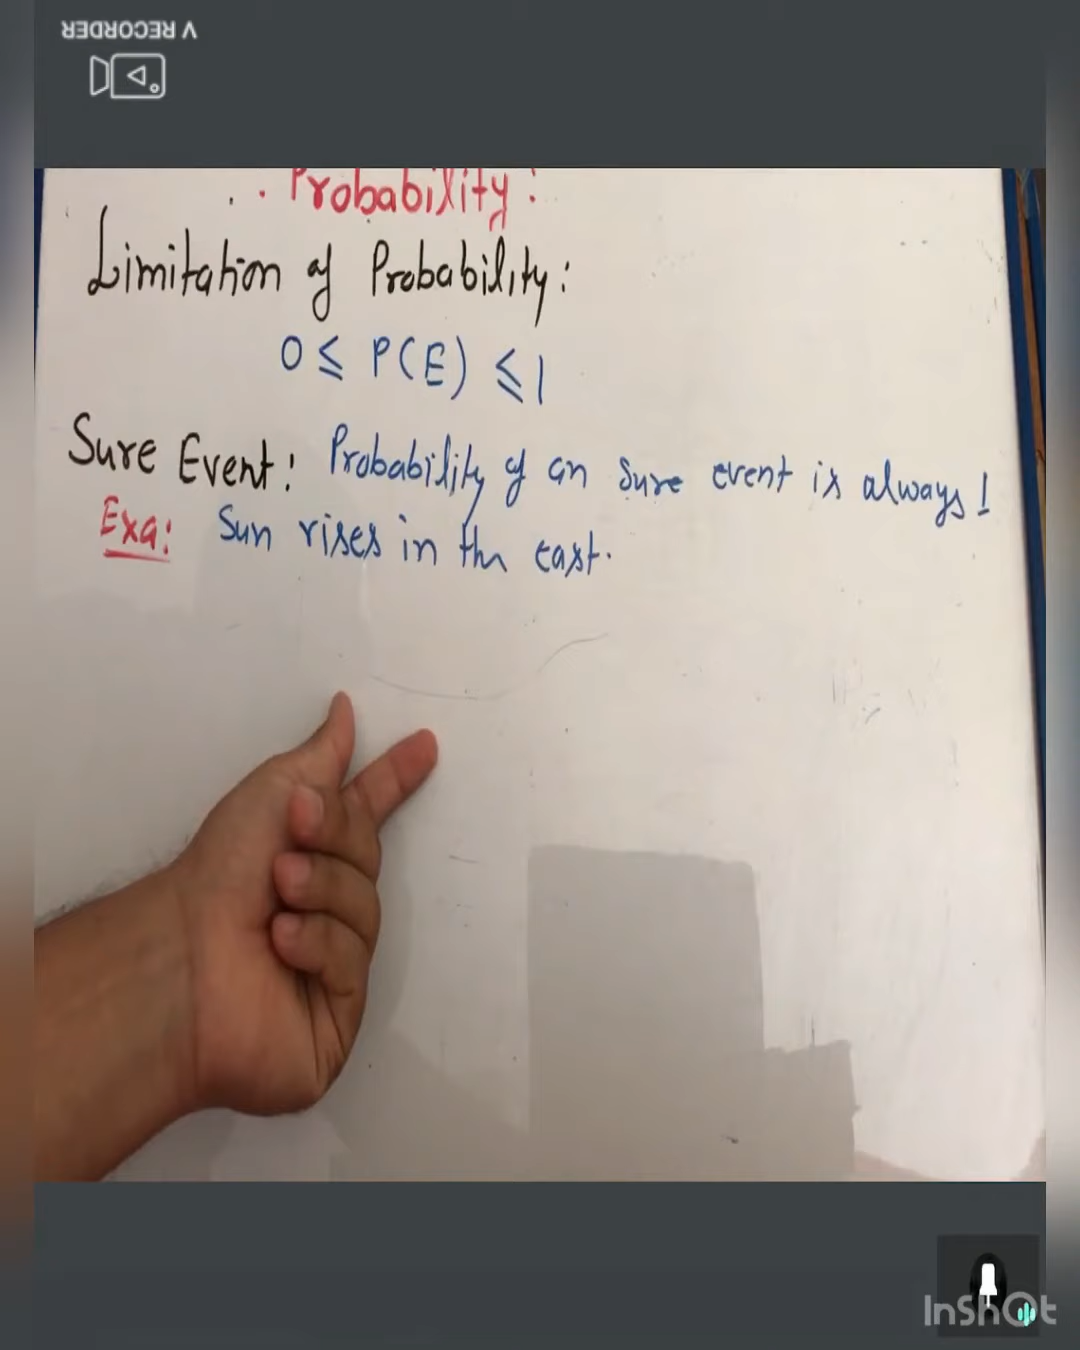 V RECORDER
Probability:
Limitation of Probability:
0 ≤ P(E) ≤ 1
Sure Event: Probability of an sure event is always 1
Exa: Sun rises in the east.
InShOt